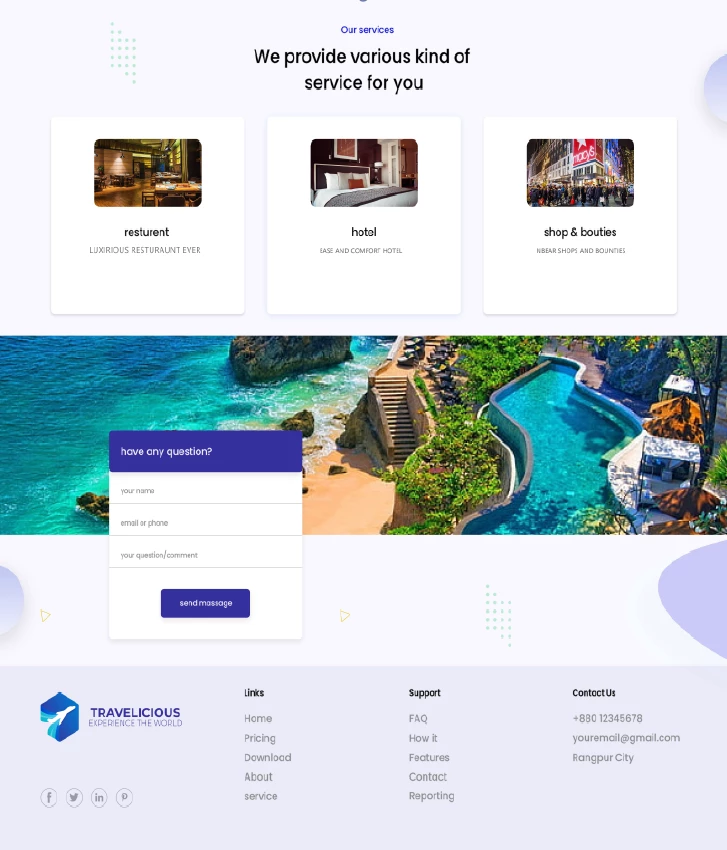 Our services
We provide various kind of
service for you
macys
resturent
LUXIRIOUS RESTURAUNT EVER
hotel
EASE AND COMFORT HOTEL
shop & bouties
NBEAR SHOPS AND BOUNTIES
have any question?
your name
email or phone
your question/comment
send massage
TRAVELICIOUS
EXPERIENCE THE WORLD
Links
Home
Pricing
Download
About
service
Support
FAQ
How it
Features
Contact
Reporting
Contact Us
+880 12345678
youremail@gmail.com
Rangpur City